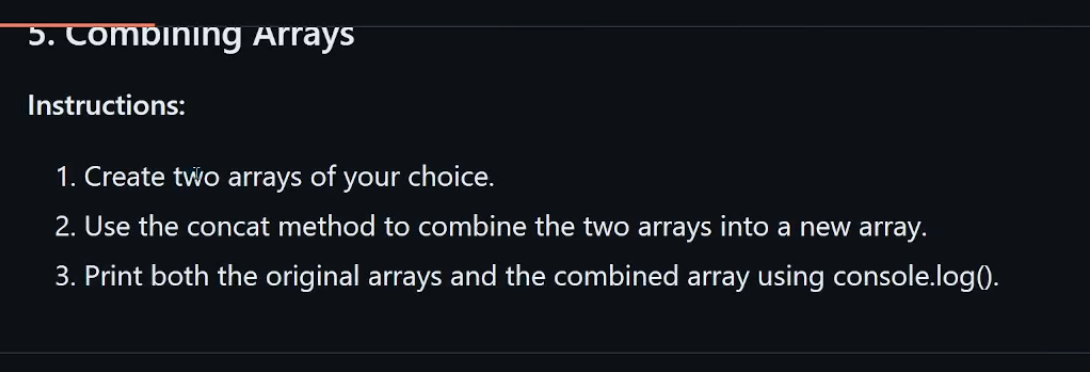 5. Combining Arrays
Instructions:
1. Create two arrays of your choice.
2. Use the concat method to combine the two arrays into a new array.
3. Print both the original arrays and the combined array using console.log().